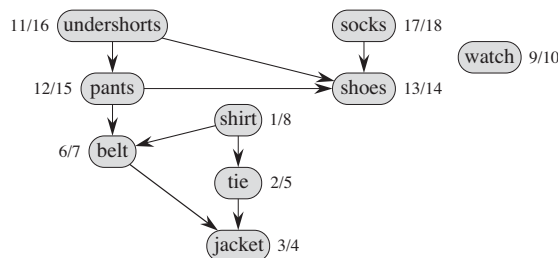 11/16 undershorts socks 17/18
watch 9/10
12/15 pants shoes 13/14
shirt 1/8
belt
6/7
tie 2/5
jacket 3/4